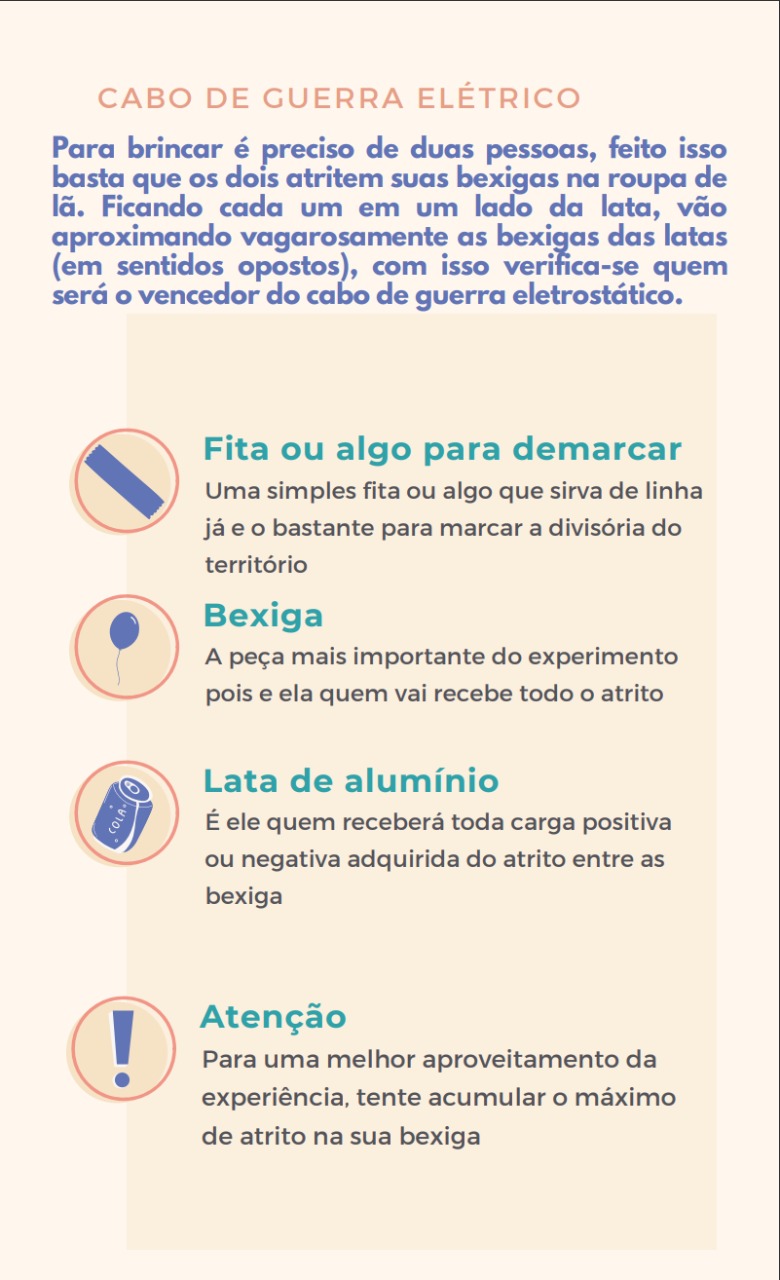 CABO DE GUERRA ELÉTRICO
Para brincar é preciso de duas pessoas, feito isso
basta que os dois atritem suas bexigas na roupa de
lã. Ficando cada um em um lado da lata, vão
aproximando vagarosamente as bexigas das latas
(em sentidos opostos), com isso verifica-se quem
será o vencedor do cabo de guerra eletrostático.
Fita ou algo para demarcar
Uma simples fita ou algo que sirva de linha
já e o bastante para marcar a divisória do
território
Bexiga
A peça mais importante do experimento
pois e ela quem vai recebe todo o atrito
Lata de alumínio
É ele quem receberá toda carga positiva
ou negativa adquirida do atrito entre as
bexiga
COLA
Atenção
Para uma melhor aproveitamento da
experiência, tente acumular o máximo
de atrito na sua bexiga